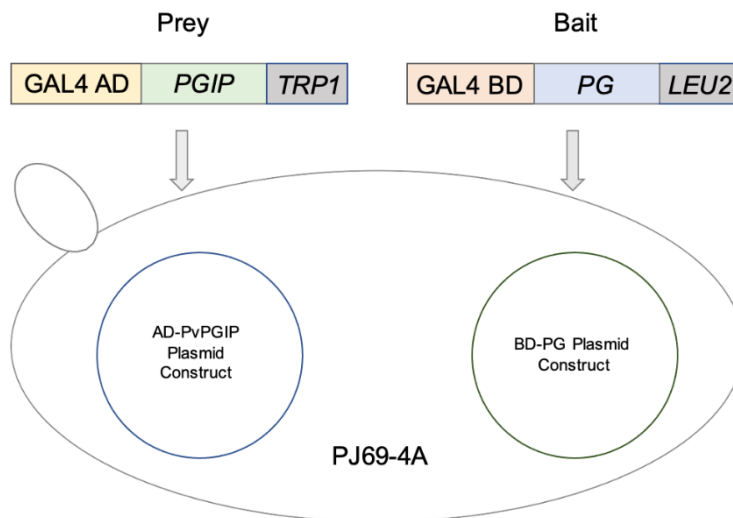 Prey
Bait
GAL4 AD PGIP TRP1
GAL4 BD PG LEU2
AD-PvPGIP
Plasmid
Construct
BD-PG Plasmid
Construct
PJ69-4A